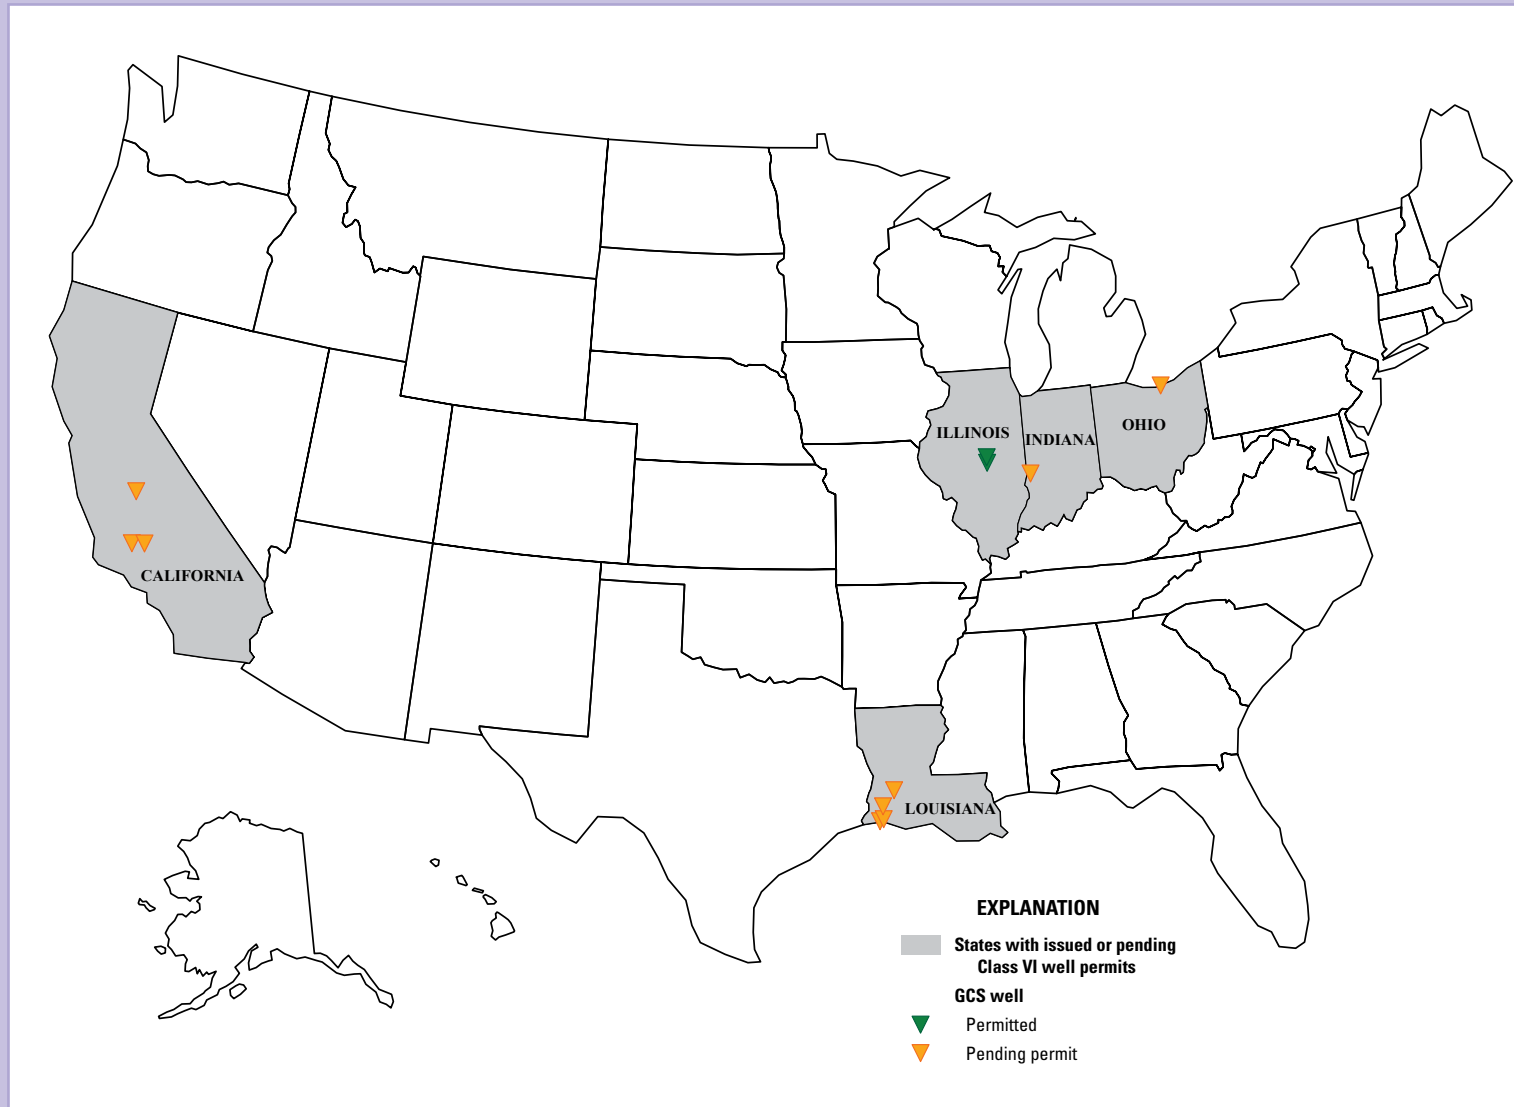 ILLINOIS
INDIANA
OHIO
CALIFORNIA
LOUISIANA
EXPLANATION
States with issued or pending
Class VI well permits
GCS well
Permitted
Pending permit